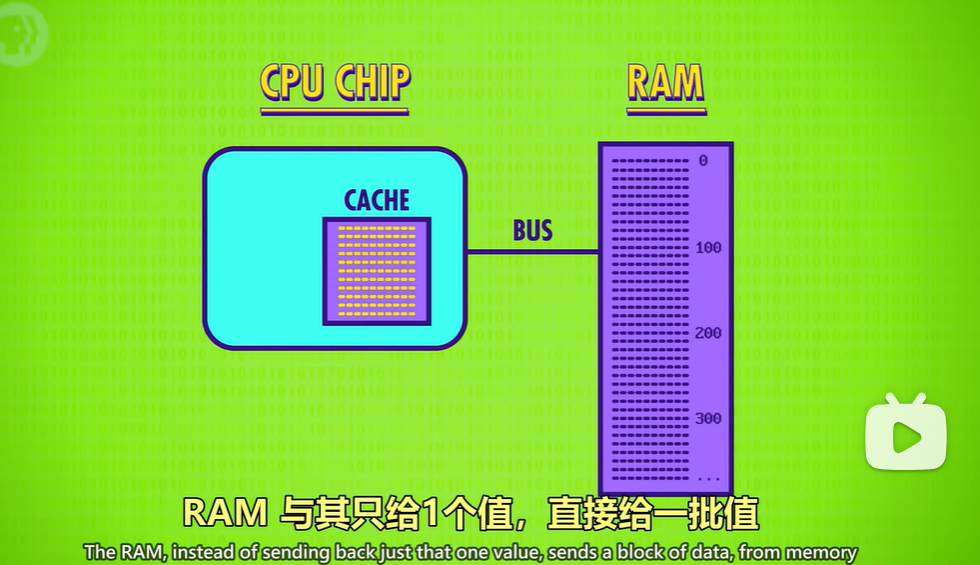 CPU CHIP
RAM
CACHE
BUS
0
100
200
300
...
RAM 与其只给1个值，直接给一批值
The RAM, instead of sending back just that one value, sends a block of data, from memory